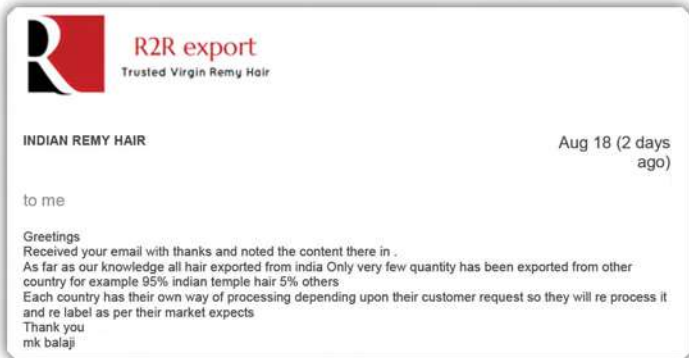 R2R export
Trusted Virgin Remy Hair
INDIAN REMY HAIR
Aug 18 (2 days
ago)
to me
Greetings
Received your email with thanks and noted the content there in .
As far as our knowledge all hair exported from india Only very few quantity has been exported from other
country for example 95% indian temple hair 5% others
Each country has their own way of processing depending upon their customer request so they will re process it
and re label as per their market expects
Thank you
mk balaji